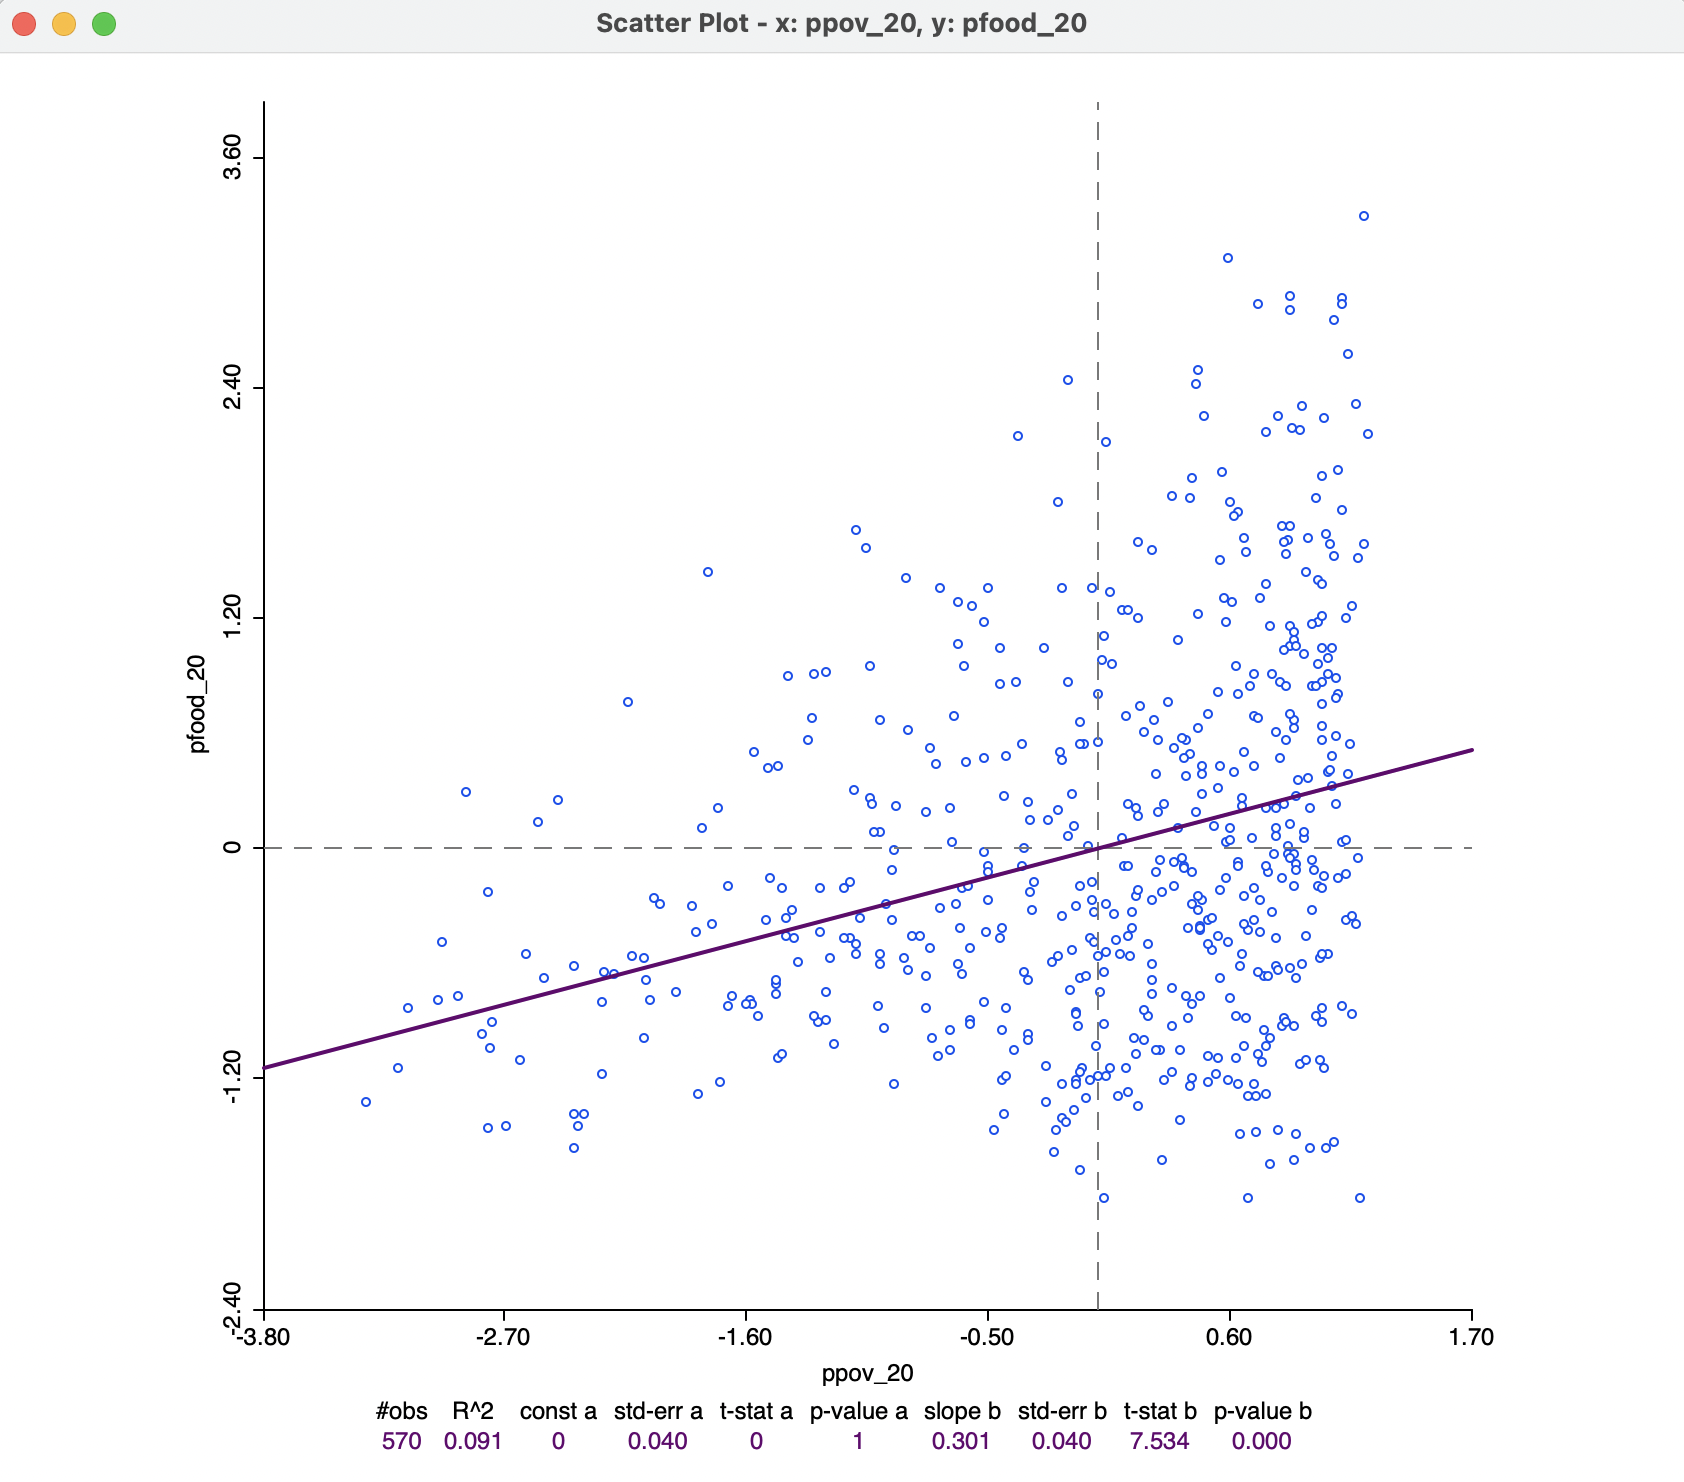 Scatter Plot - x: ppov_20, y: pfood_20
3.60
2.40
1.20
0
-1.20
-2.40
pfood_20
-3.80 -2.70 -1.60 -0.50 0.60 1.70
ppov_20
#obs R^2 const a std-err a t-stat a p-value a slope b std-err b t-stat b p-value b
570 0.091 0 0.040 0 1 0.301 0.040 7.534 0.000